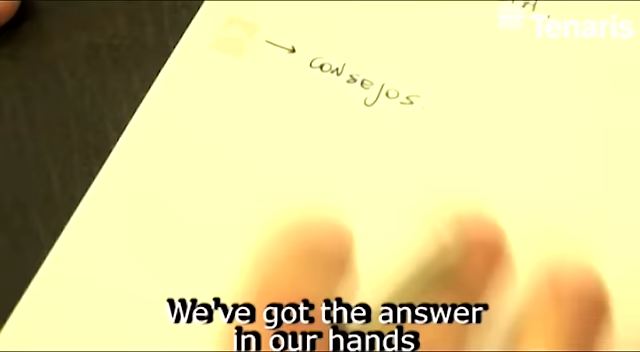 Tenaris
→ consejos.
We've got the answer
in our hands